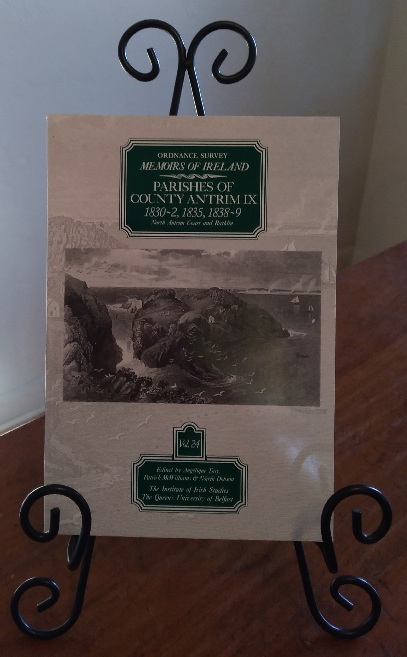 ORDNANCE SURVEY
MEMOIRS OF IRELAND
PARISHES OF
COUNTY ANTRIM IX
1830-2, 1835, 1838-9
North Antrim Coast and Rathlin
Vol 24
Edited by Angélique Day,
Patrick McWilliams & Nóirín Dobson
The Institute of Irish Studies
The Queen's University of Belfast